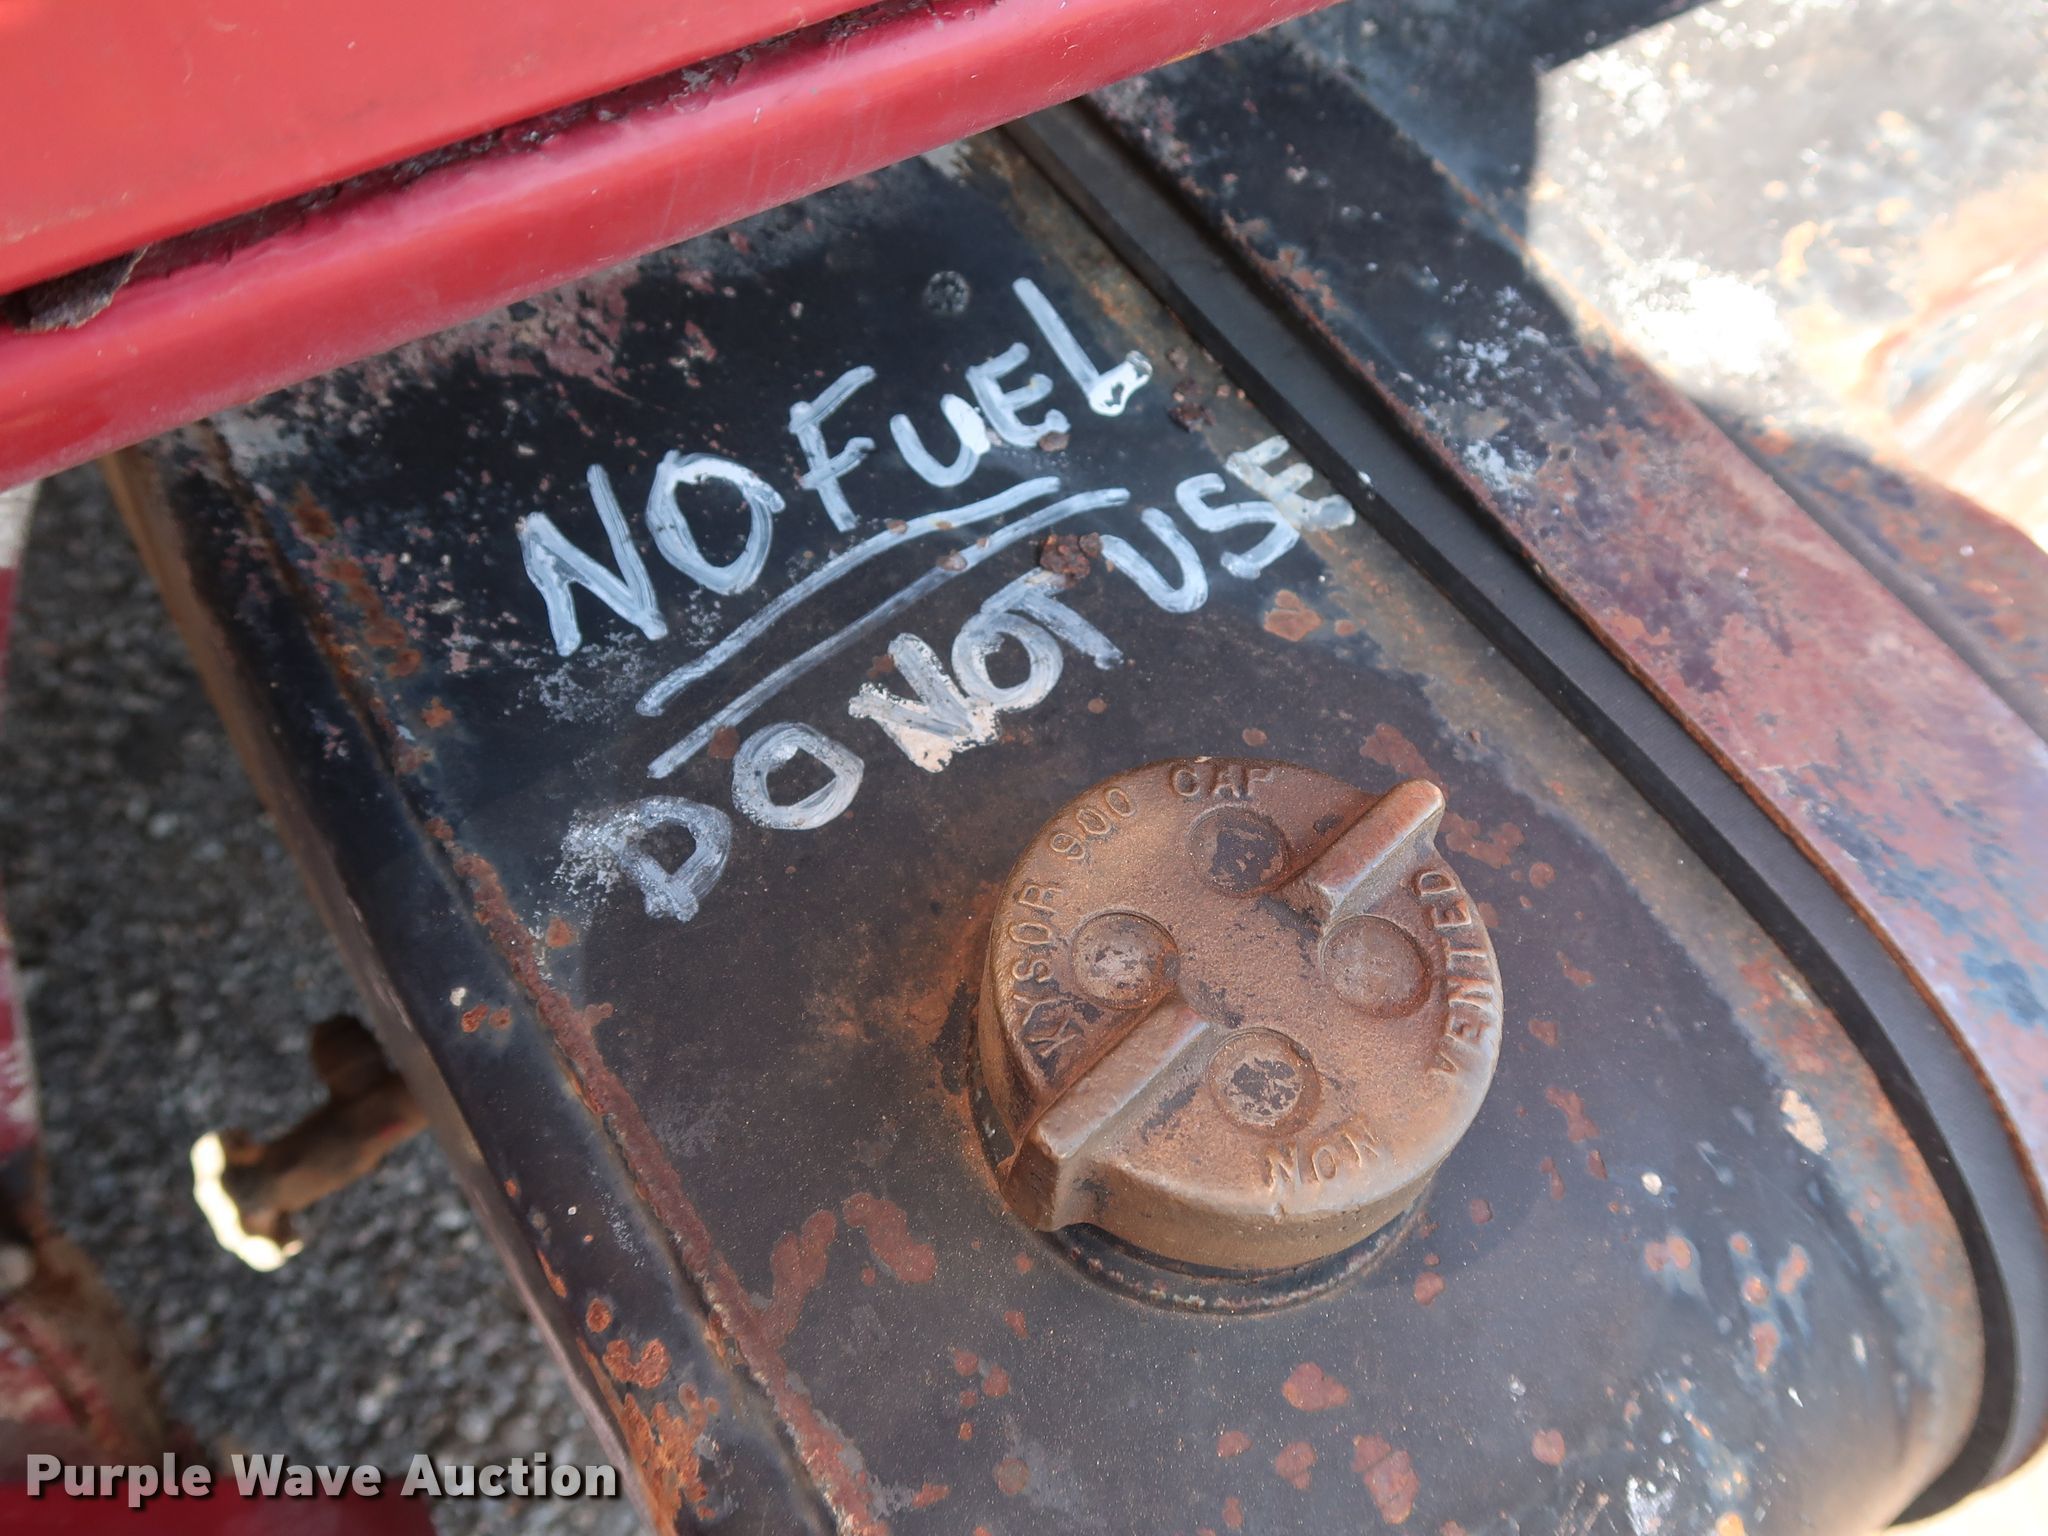 NO FUEL
DO NOT USE
KYSOR 900 CAP
NON VENTED
Purple Wave Auction